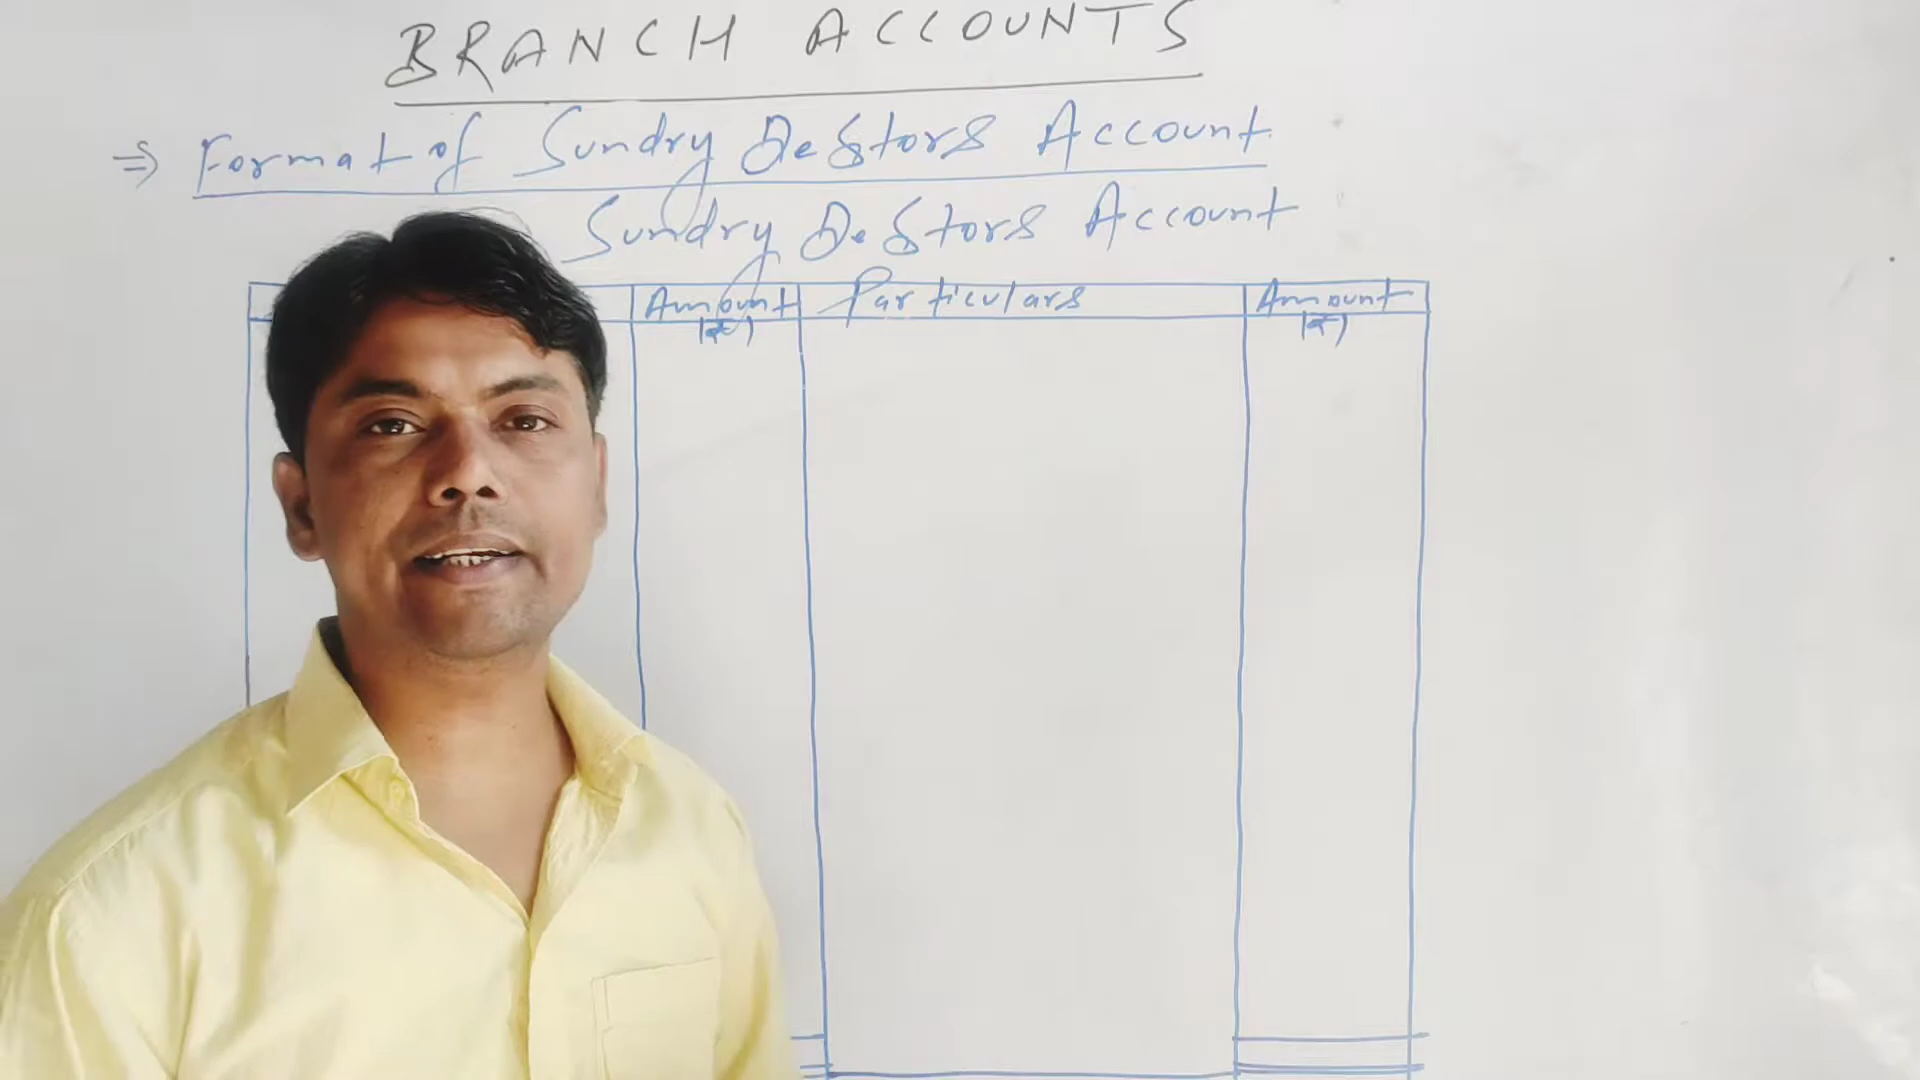 BRANCH ACCOUNTS
⇒ Format of Sundry Debtors Account
Sundry Debtors Account
Amount Particulars Amount
(₹) (₹)